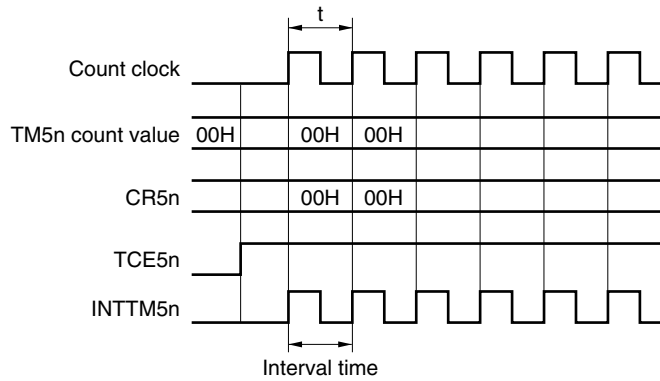 t
Count clock
TM5n count value 00H 00H 00H
CR5n 00H 00H
TCE5n
INTTM5n
Interval time